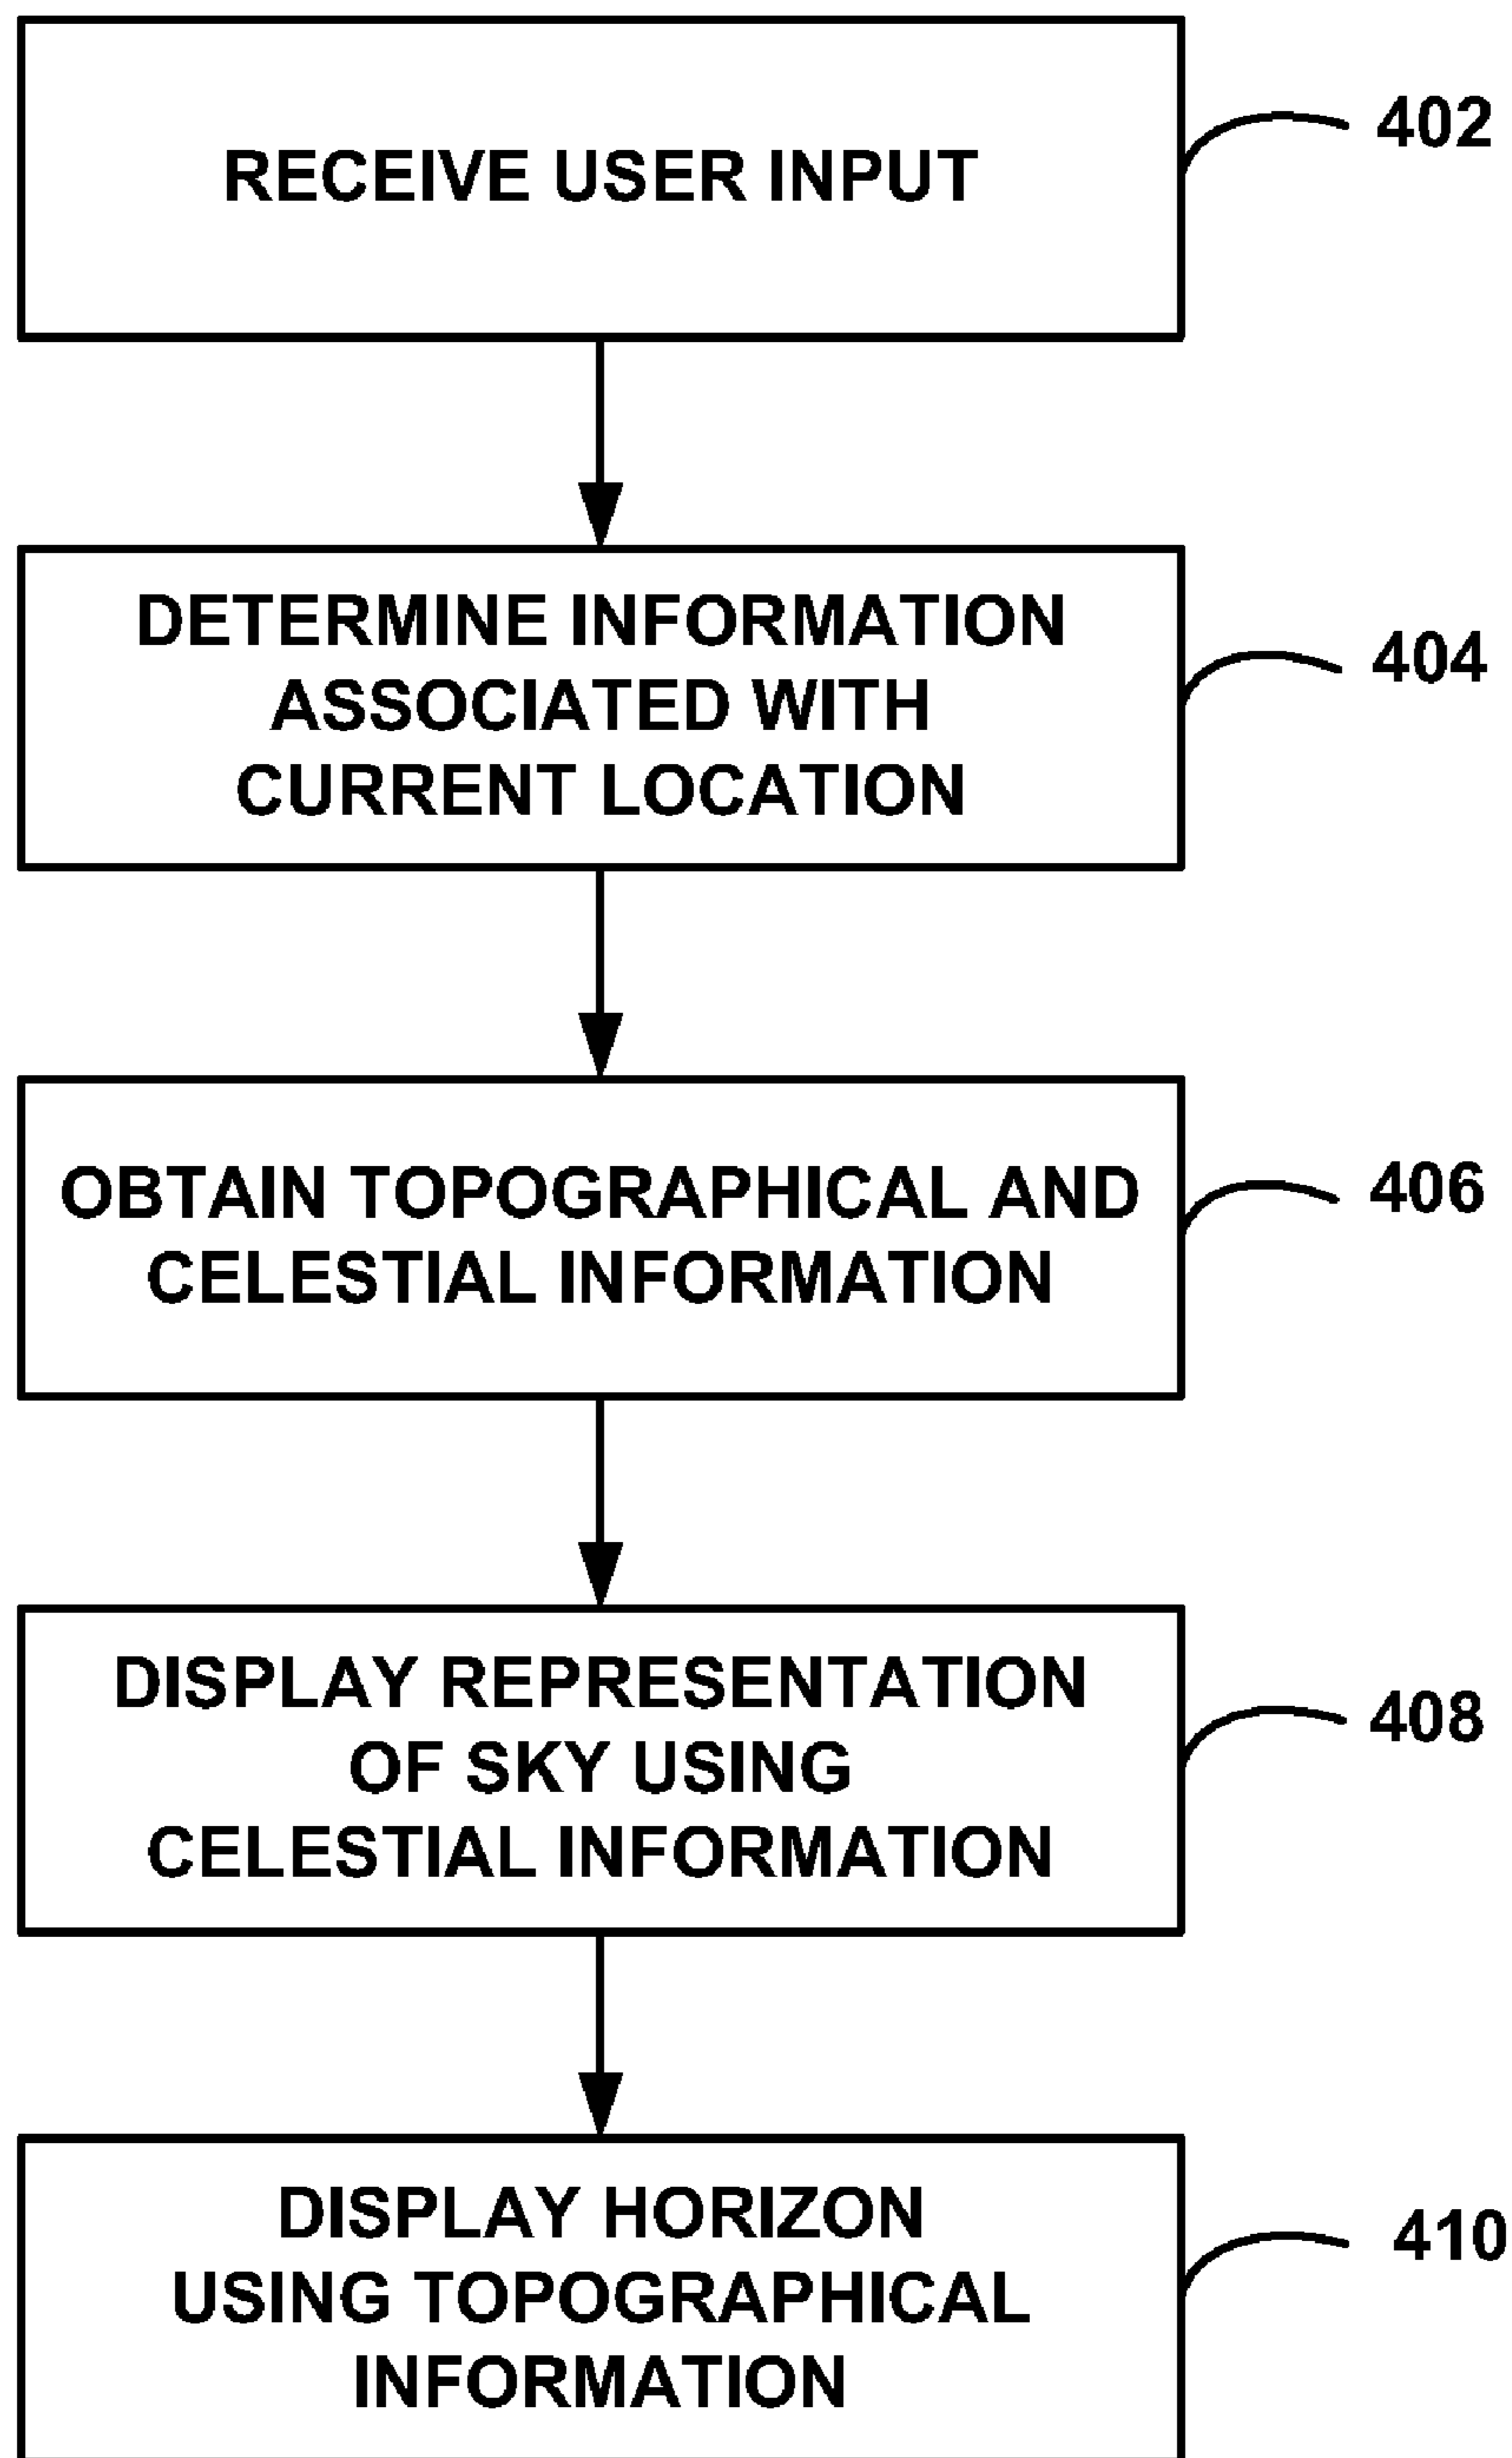 RECEIVE USER INPUT
402
DETERMINE INFORMATION
ASSOCIATED WITH
CURRENT LOCATION
404
OBTAIN TOPOGRAPHICAL AND
CELESTIAL INFORMATION
406
DISPLAY REPRESENTATION
OF SKY USING
CELESTIAL INFORMATION
408
DISPLAY HORIZON
USING TOPOGRAPHICAL
INFORMATION
410